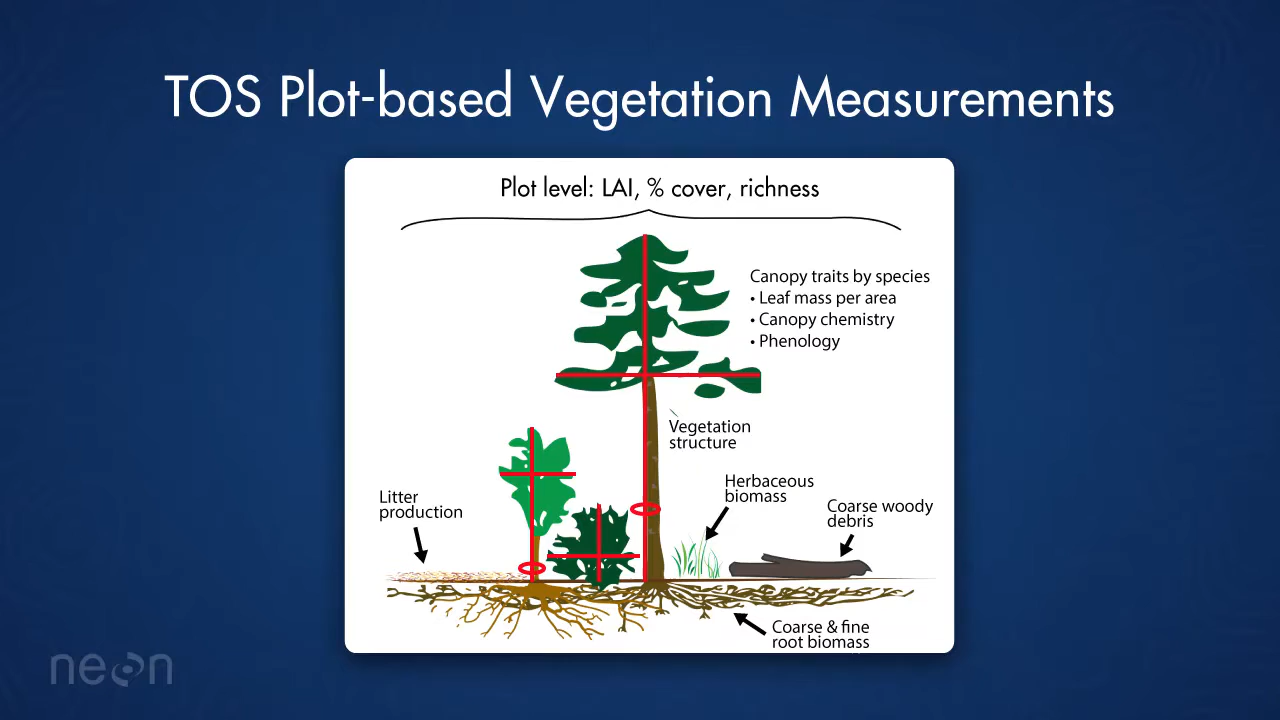 TOS Plot-based Vegetation Measurements
Plot level: LAI, % cover, richness
Canopy traits by species
• Leaf mass per area
• Canopy chemistry
• Phenology
Vegetation
structure
Herbaceous
biomass
Litter
production
Coarse woody
debris
Coarse & fine
root biomass
neon